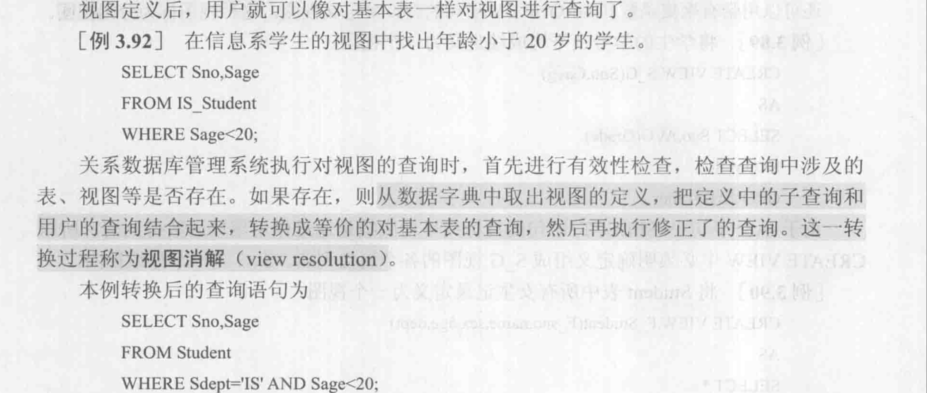 视图定义后，用户就可以像对基本表一样对视图进行查询了。
［例 3.92］ 在信息系学生的视图中找出年龄小于 20 岁的学生。
SELECT Sno,Sage
FROM IS_Student
WHERE Sage<20;
关系数据库管理系统执行对视图的查询时，首先进行有效性检查，检查查询中涉及的
表、视图等是否存在。如果存在，则从数据字典中取出视图的定义，把定义中的子查询和
用户的查询结合起来，转换成等价的对基本表的查询，然后再执行修正了的查询。这一转
换过程称为视图消解（view resolution）。
本例转换后的查询语句为
SELECT Sno,Sage
FROM Student
WHERE Sdept='IS' AND Sage<20;